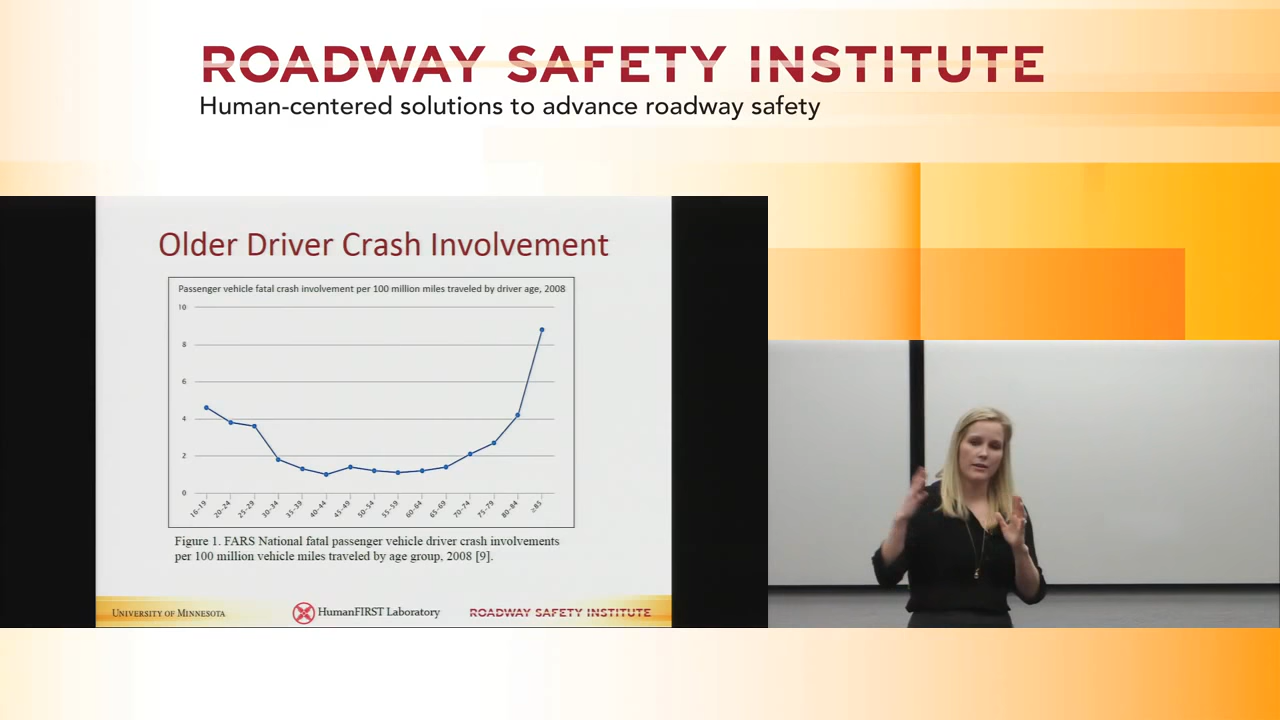 ROADWAY SAFETY INSTITUTE
Human-centered solutions to advance roadway safety
Older Driver Crash Involvement
Passenger vehicle fatal crash involvement per 100 million miles traveled by driver age, 2008
10
8
6
4
2
0
16–19 20–24 25–29 30–34 35–39 40–44 45–49 50–54 55–59 60–64 65–69 70–74 75–79 80–84 ≥85
Figure 1. FARS National fatal passenger vehicle driver crash involvements
per 100 million vehicle miles traveled by age group, 2008 [9].
UNIVERSITY OF MINNESOTA HumanFIRST Laboratory ROADWAY SAFETY INSTITUTE